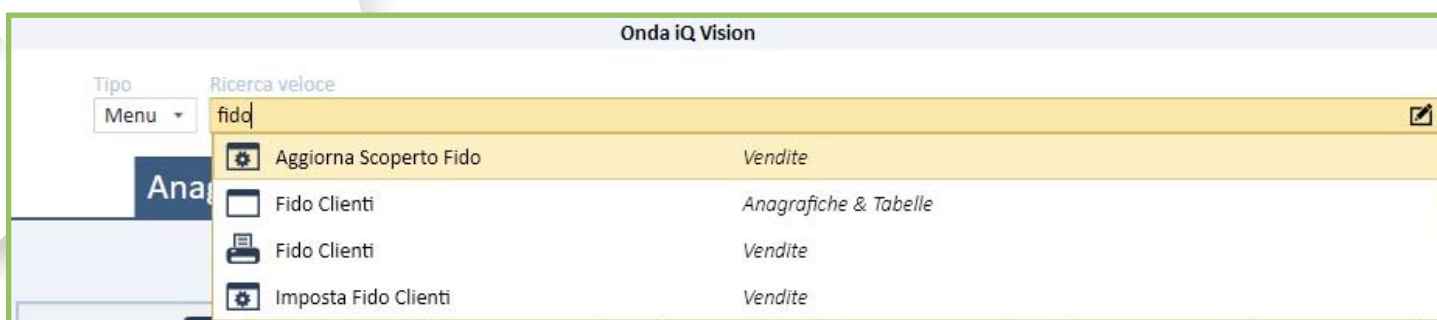 Onda iQ Vision
Tipo Ricerca veloce
Menu fido
Aggiorna Scoperto Fido Vendite
Anag
Fido Clienti Anagrafiche & Tabelle
Fido Clienti Vendite
Imposta Fido Clienti Vendite